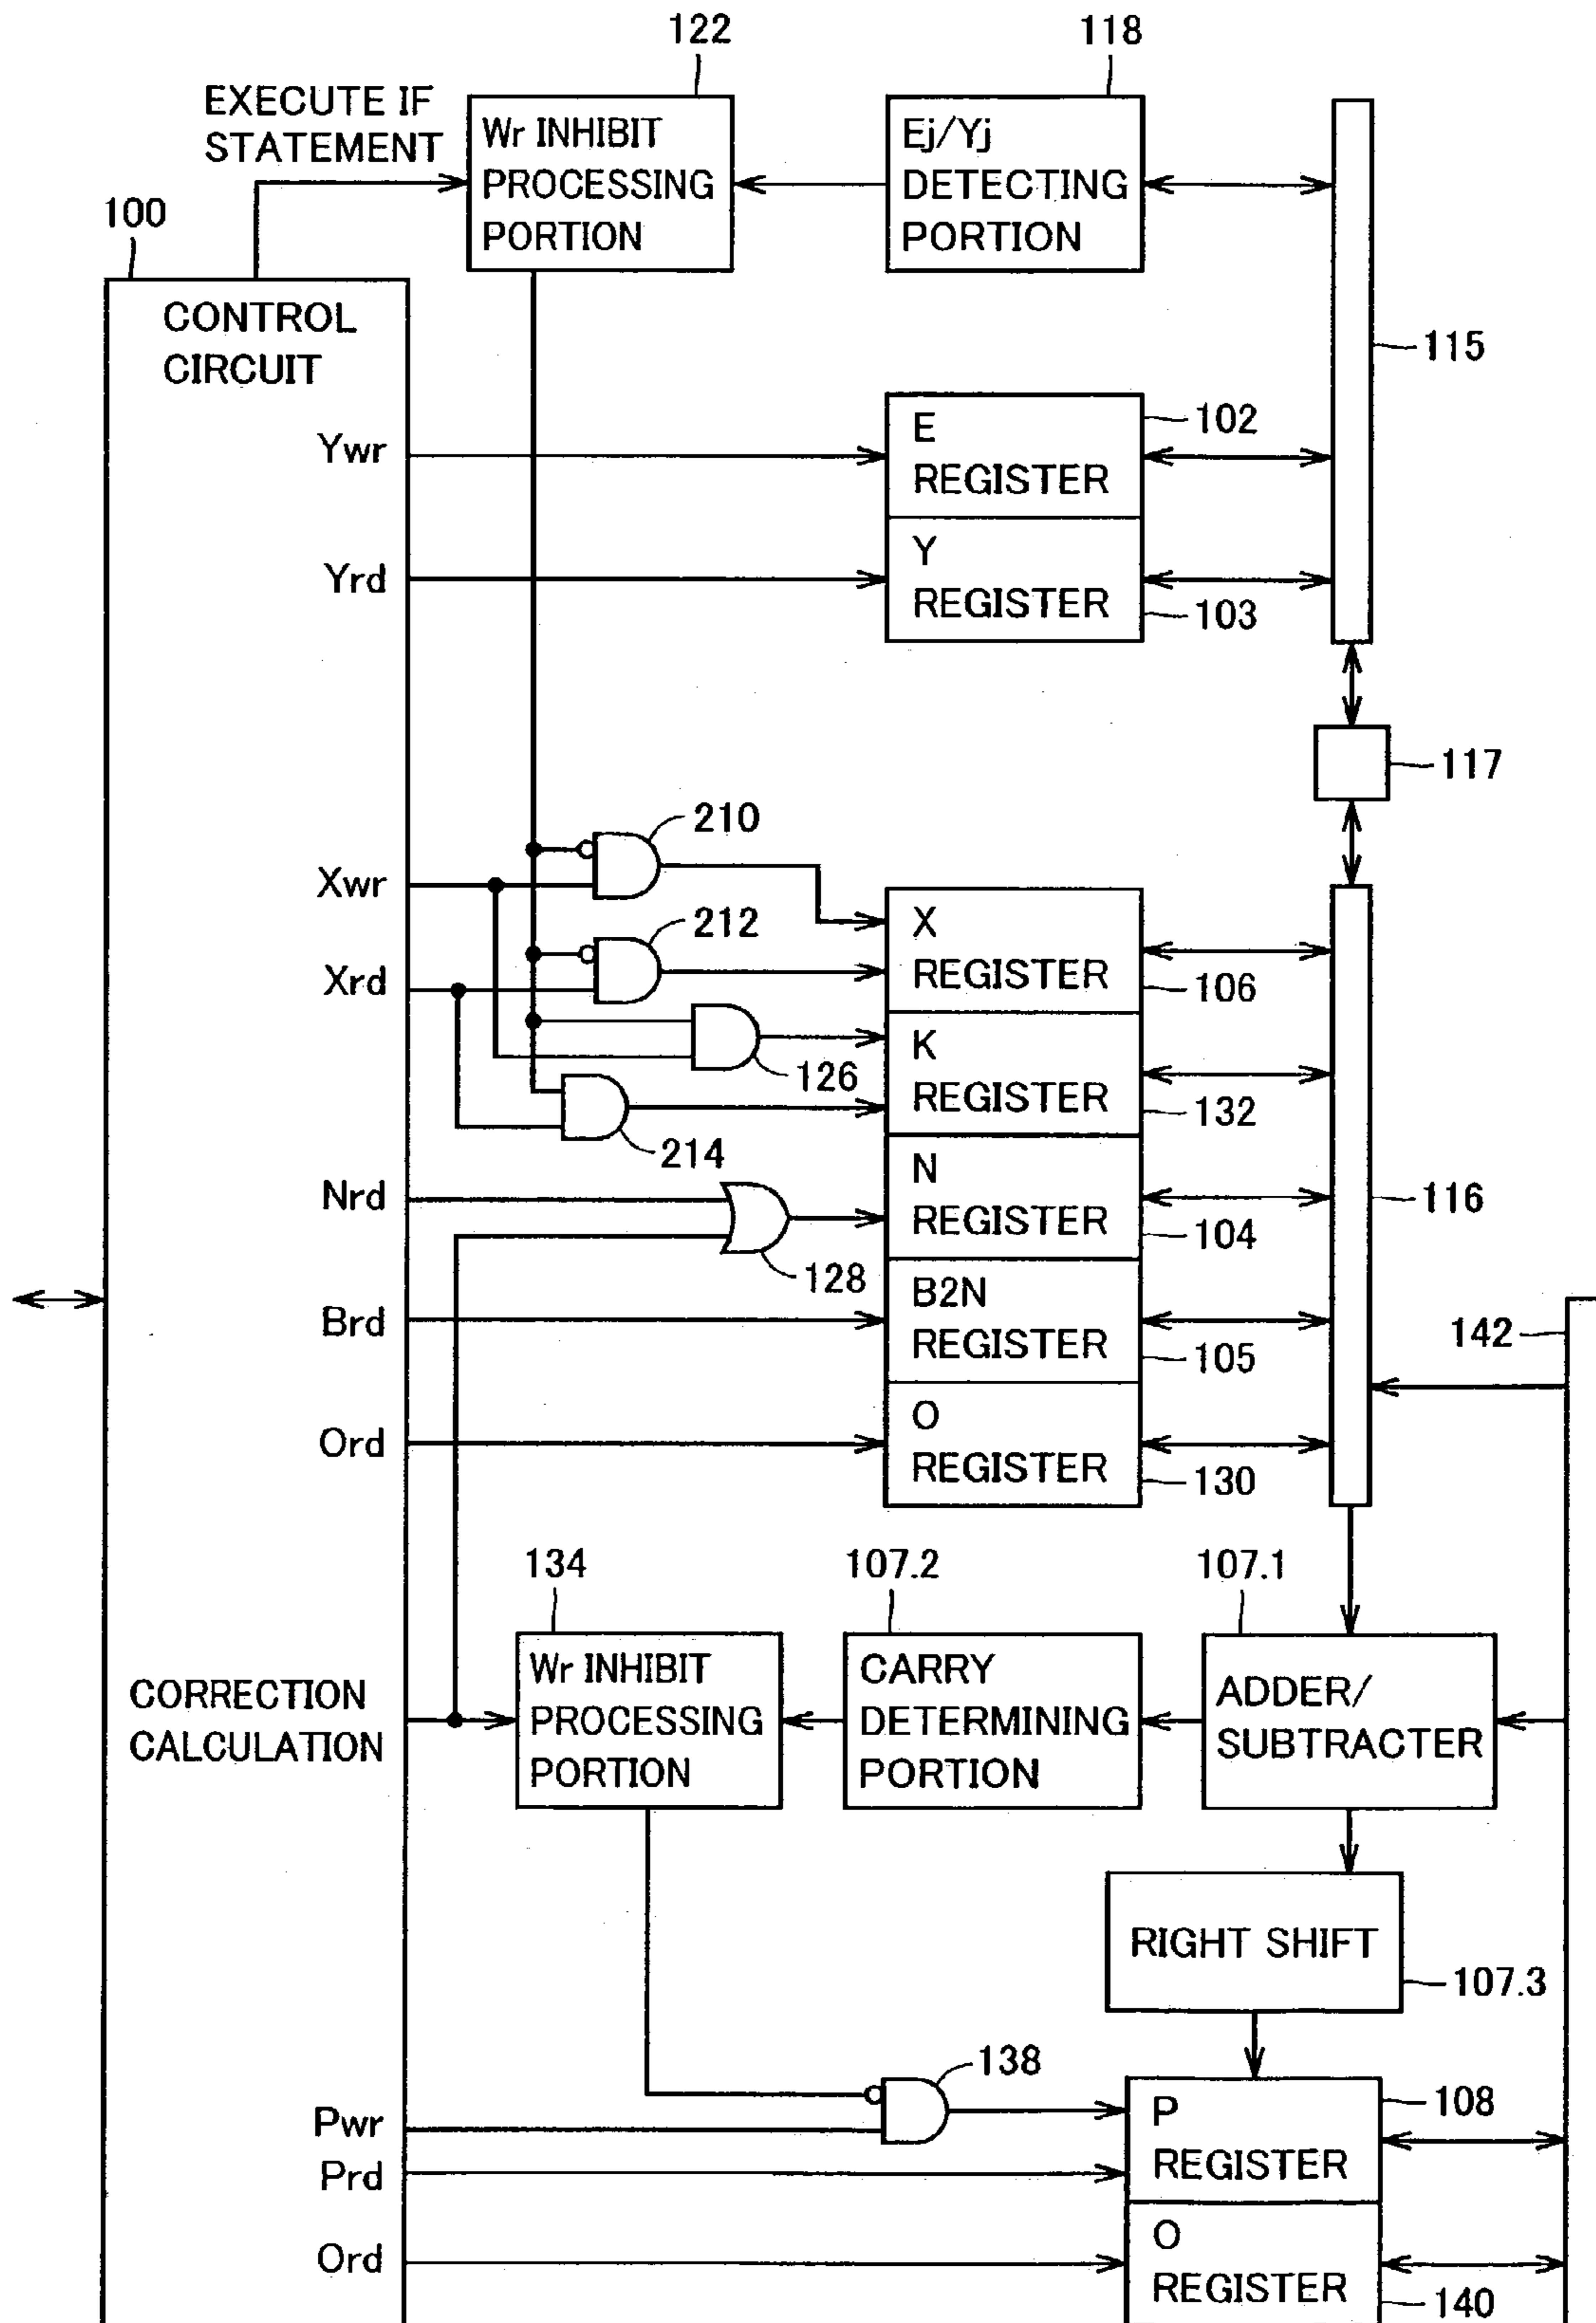 122
118
EXECUTE IF
STATEMENT
Wr INHIBIT
PROCESSING
PORTION
Ej/Yj
DETECTING
PORTION
100
CONTROL
CIRCUIT
115
Ywr
E
REGISTER
102
Yrd
Y
REGISTER
103
117
210
Xwr
212
X
REGISTER
106
Xrd
126
K
REGISTER
132
214
Nrd
N
REGISTER
104
116
128
Brd
B2N
REGISTER
105
142
Ord
O
REGISTER
130
134
107.2
107.1
CORRECTION
CALCULATION
Wr INHIBIT
PROCESSING
PORTION
CARRY
DETERMINING
PORTION
ADDER/
SUBTRACTER
RIGHT SHIFT
107.3
138
Pwr
P
REGISTER
108
Prd
Ord
O
REGISTER
140